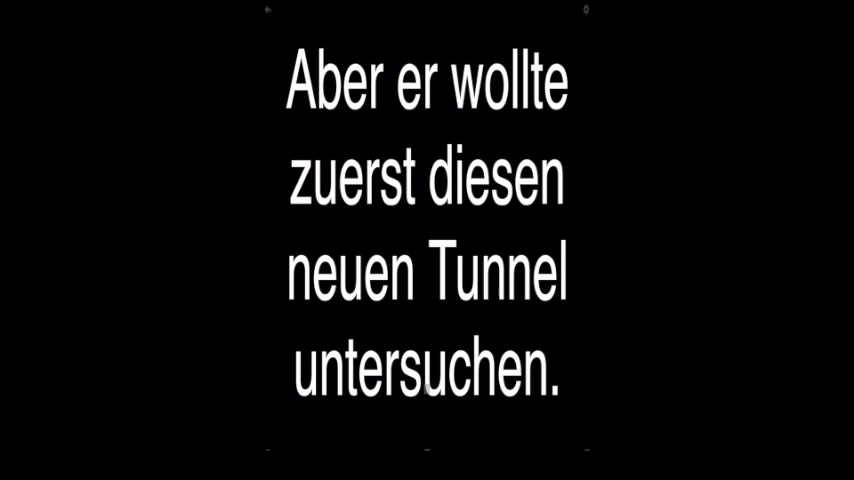 Aber er wollte
zuerst diesen
neuen Tunnel
untersuchen.